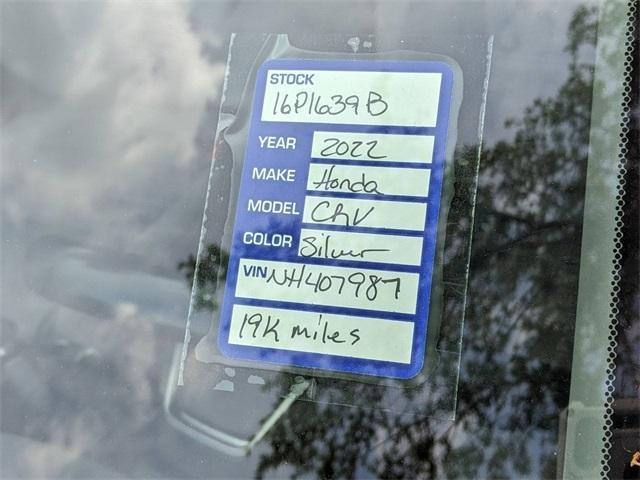 STOCK
16P1639B
YEAR 2022
MAKE Honda
MODEL CRV
COLOR Silver
VIN NH407987
19K miles